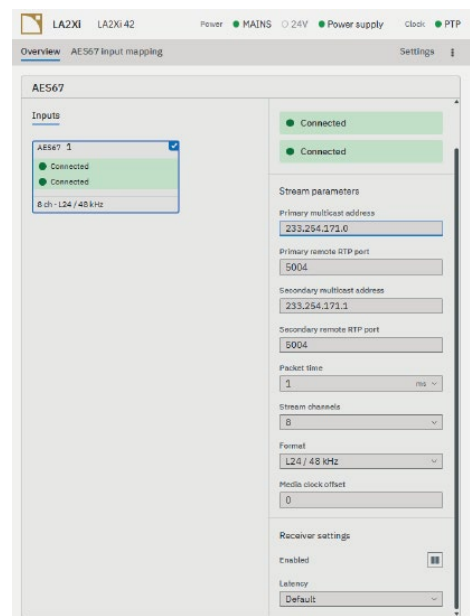 LA2Xi LA2Xi 42 Power MAINS 24V Power supply Clock PTP
Overview AES67 input mapping Settings
AES67
Inputs
AES67 1
Connected
Connected
8 ch - L24 / 48 kHz
Connected
Connected
Stream parameters
Primary multicast address
233.254.171.0
Primary remote RTP port
5004
Secondary multicast address
233.254.171.1
Secondary remote RTP port
5004
Packet time
1 ms
Stream channels
8
Format
L24 / 48 kHz
Media clock offset
0
Receiver settings
Enabled
Latency
Default